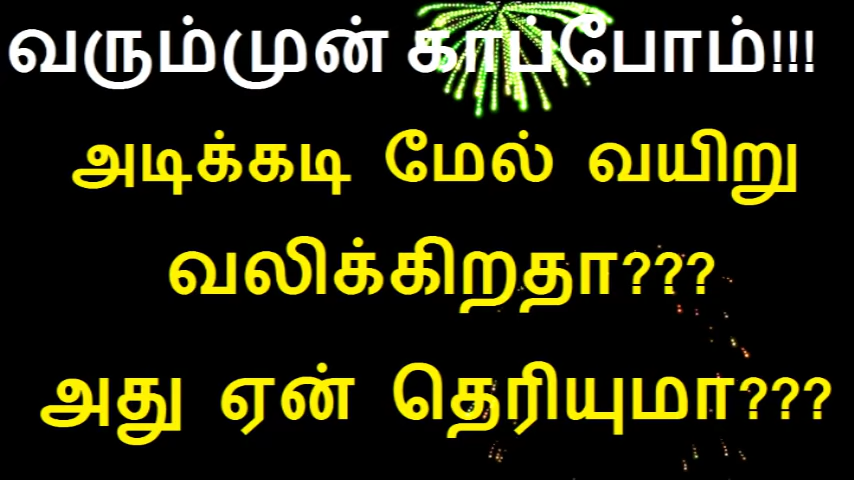 வரும்முன் காப்போம்!!!
அடிக்கடி மேல் வயிறு
வலிக்கிறதா???
அது ஏன் தெரியுமா???